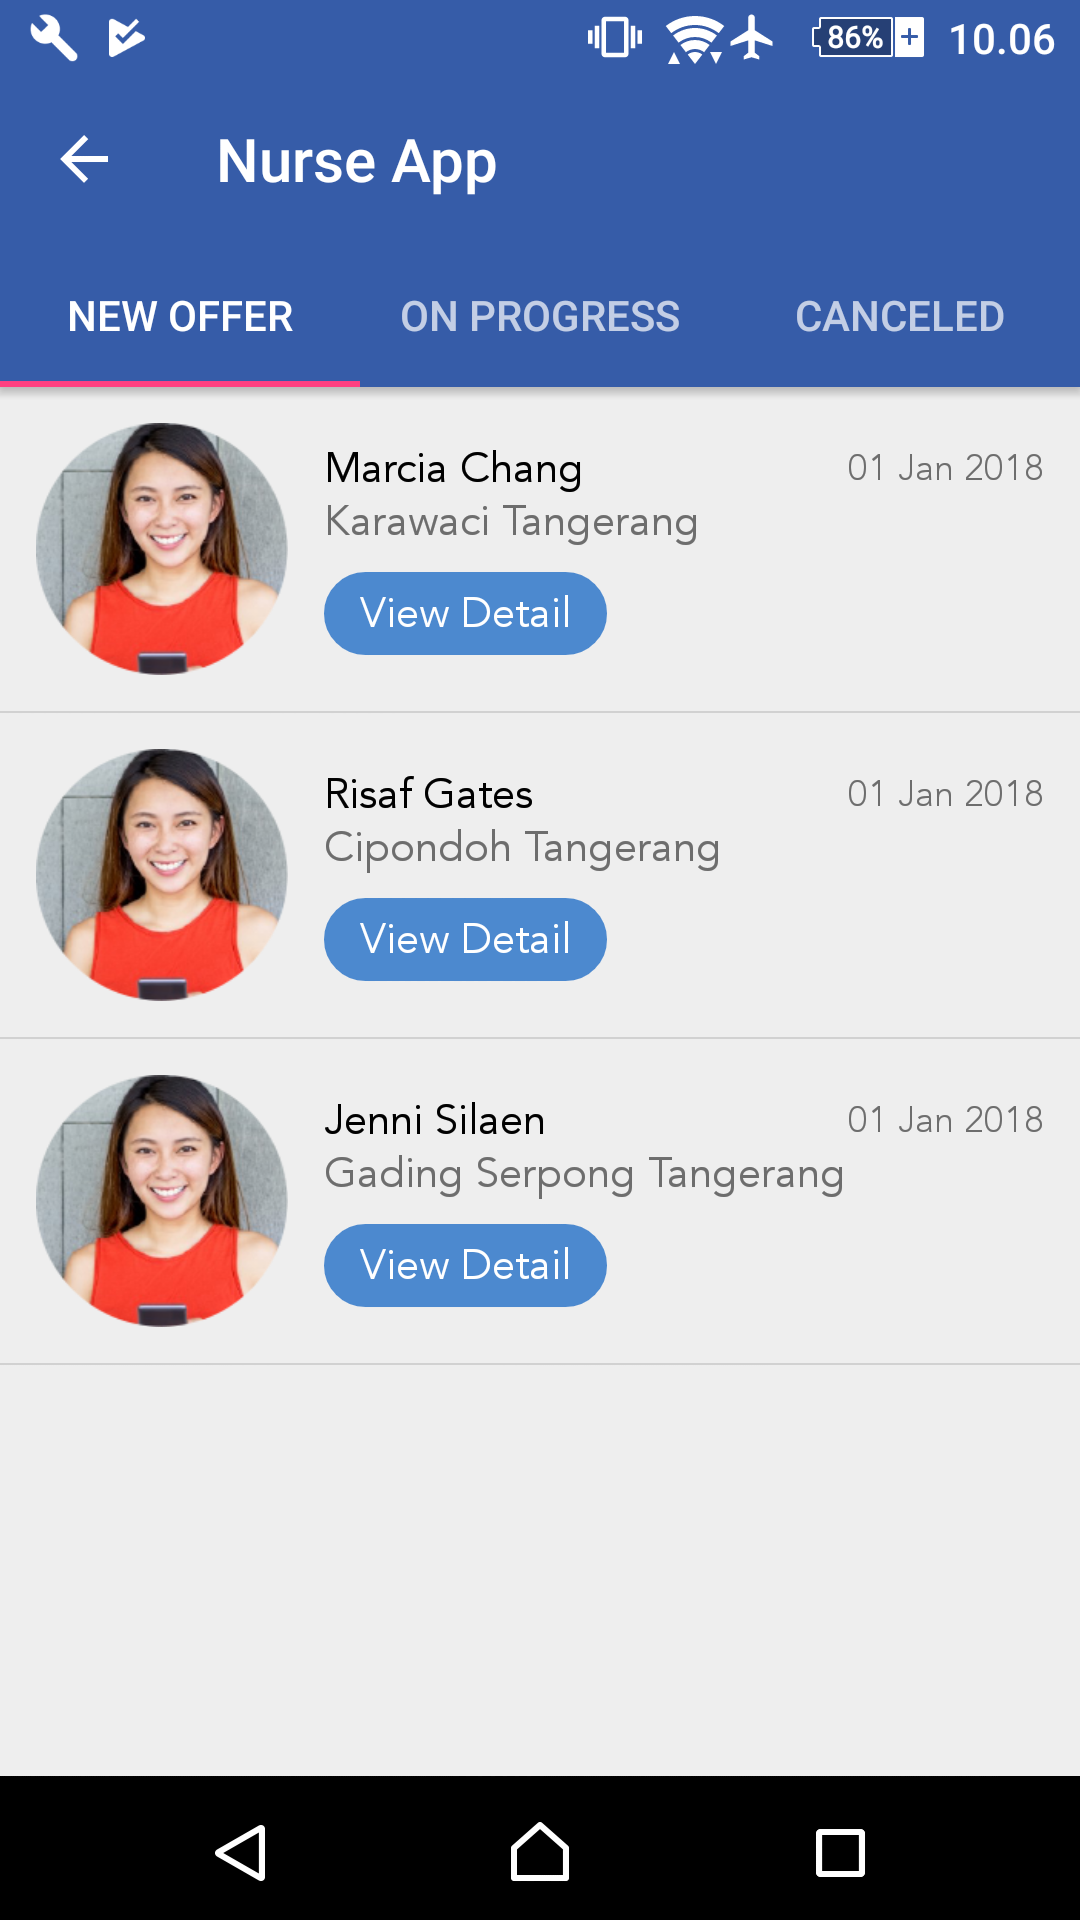 86% 10.06
Nurse App
NEW OFFER ON PROGRESS CANCELED
Marcia Chang 01 Jan 2018
Karawaci Tangerang
View Detail
Risaf Gates 01 Jan 2018
Cipondoh Tangerang
View Detail
Jenni Silaen 01 Jan 2018
Gading Serpong Tangerang
View Detail